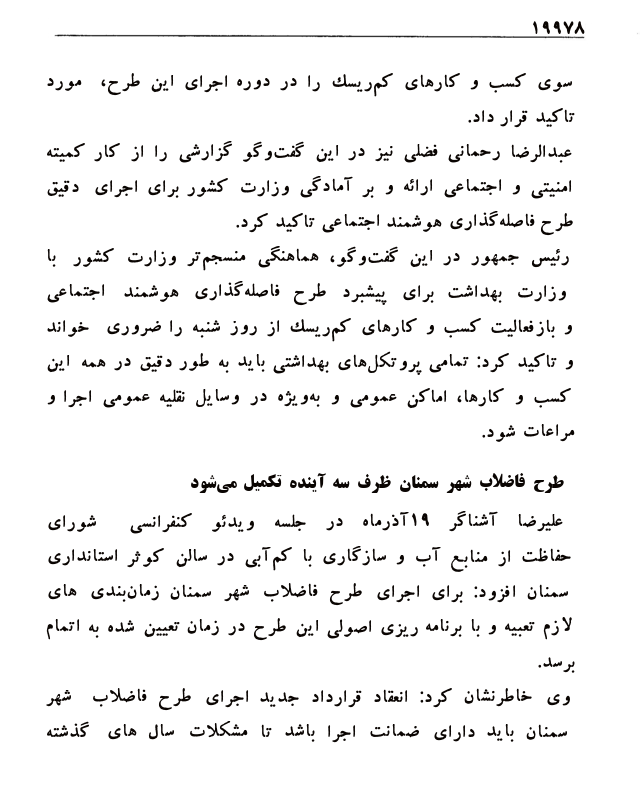 ۱۹۹۷۸
سوی کسب و کارهای کم‌ریسك را در دوره اجرای این طرح، مورد
تاکید قرار داد.
عبدالرضا رحمانی فضلی نیز در این گفت‌وگو گزارشی را از کار کمیته
امنیتی و اجتماعی ارائه و بر آمادگی وزارت کشور برای اجرای دقیق
طرح فاصله‌گذاری هوشمند اجتماعی تاکید کرد.
رئیس جمهور در این گفت‌وگو، هماهنگی منسجم‌تر وزارت کشور با
وزارت بهداشت برای پیشبرد طرح فاصله‌گذاری هوشمند اجتماعی
و بازفعالیت کسب و کارهای کم‌ریسك از روز شنبه را ضروری خواند
و تاکید کرد: تمامی پروتکل‌های بهداشتی باید به طور دقیق در همه این
کسب و کارها، اماکن عمومی و به‌ویژه در وسایل نقلیه عمومی اجرا و
مراعات شود.
طرح فاضلاب شهر سمنان ظرف سه آینده تکمیل می‌شود
علیرضا آشناگر ۱۹آذرماه در جلسه ویدئو کنفرانسی شورای
حفاظت از منابع آب و سازگاری با کم‌آبی در سالن کوثر استانداری
سمنان افزود: برای اجرای طرح فاضلاب شهر سمنان زمان‌بندی های
لازم تعبیه و با برنامه ریزی اصولی این طرح در زمان تعیین شده به اتمام
برسد.
وی خاطرنشان کرد: انعقاد قرارداد جدید اجرای طرح فاضلاب شهر
سمنان باید دارای ضمانت اجرا باشد تا مشکلات سال های گذشته